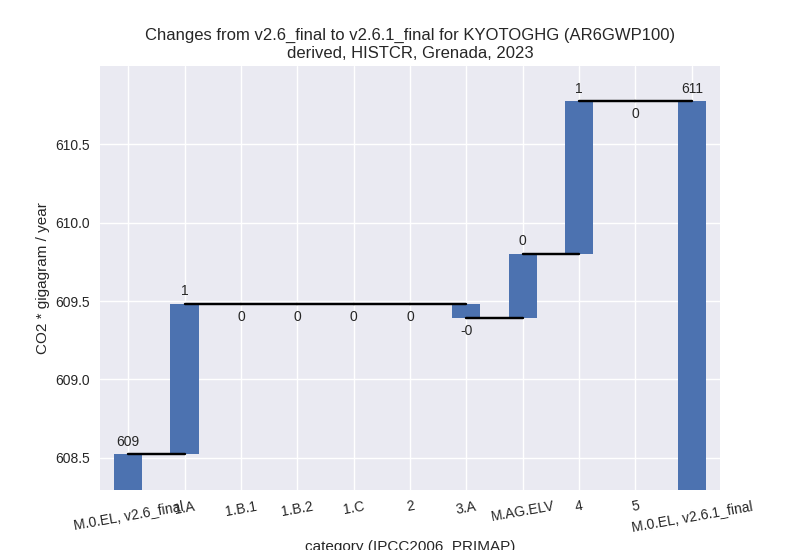 Changes from v2.6_final to v2.6.1_final for KYOTOGHG (AR6GWP100)
derived, HISTCR, Grenada, 2023
CO2 * gigagram / year
610.5
610.0
609.5
609.0
608.5
609
1
0
0
0
0
-0
0
1
0
611
M.0.EL, v2.6_final
1.A
1.B.1
1.B.2
1.C
2
3.A
M.AG.ELV
4
5
M.0.EL, v2.6.1_final
category (IPCC2006_PRIMAP)